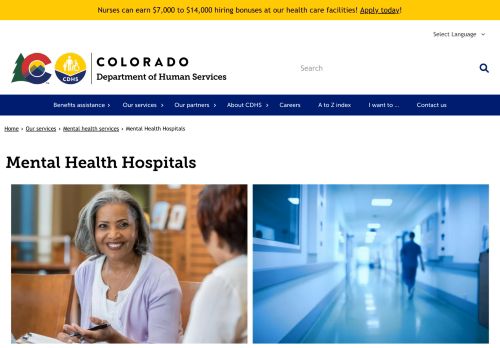 Nurses can earn $7,000 to $14,000 hiring bonuses at our health care facilities! Apply today!
Select Language
CDHS
COLORADO
Department of Human Services
Search
Benefits assistance › Our services › Our partners › About CDHS › Careers A to Z index I want to ... Contact us
Home › Our services › Mental health services › Mental Health Hospitals
Mental Health Hospitals